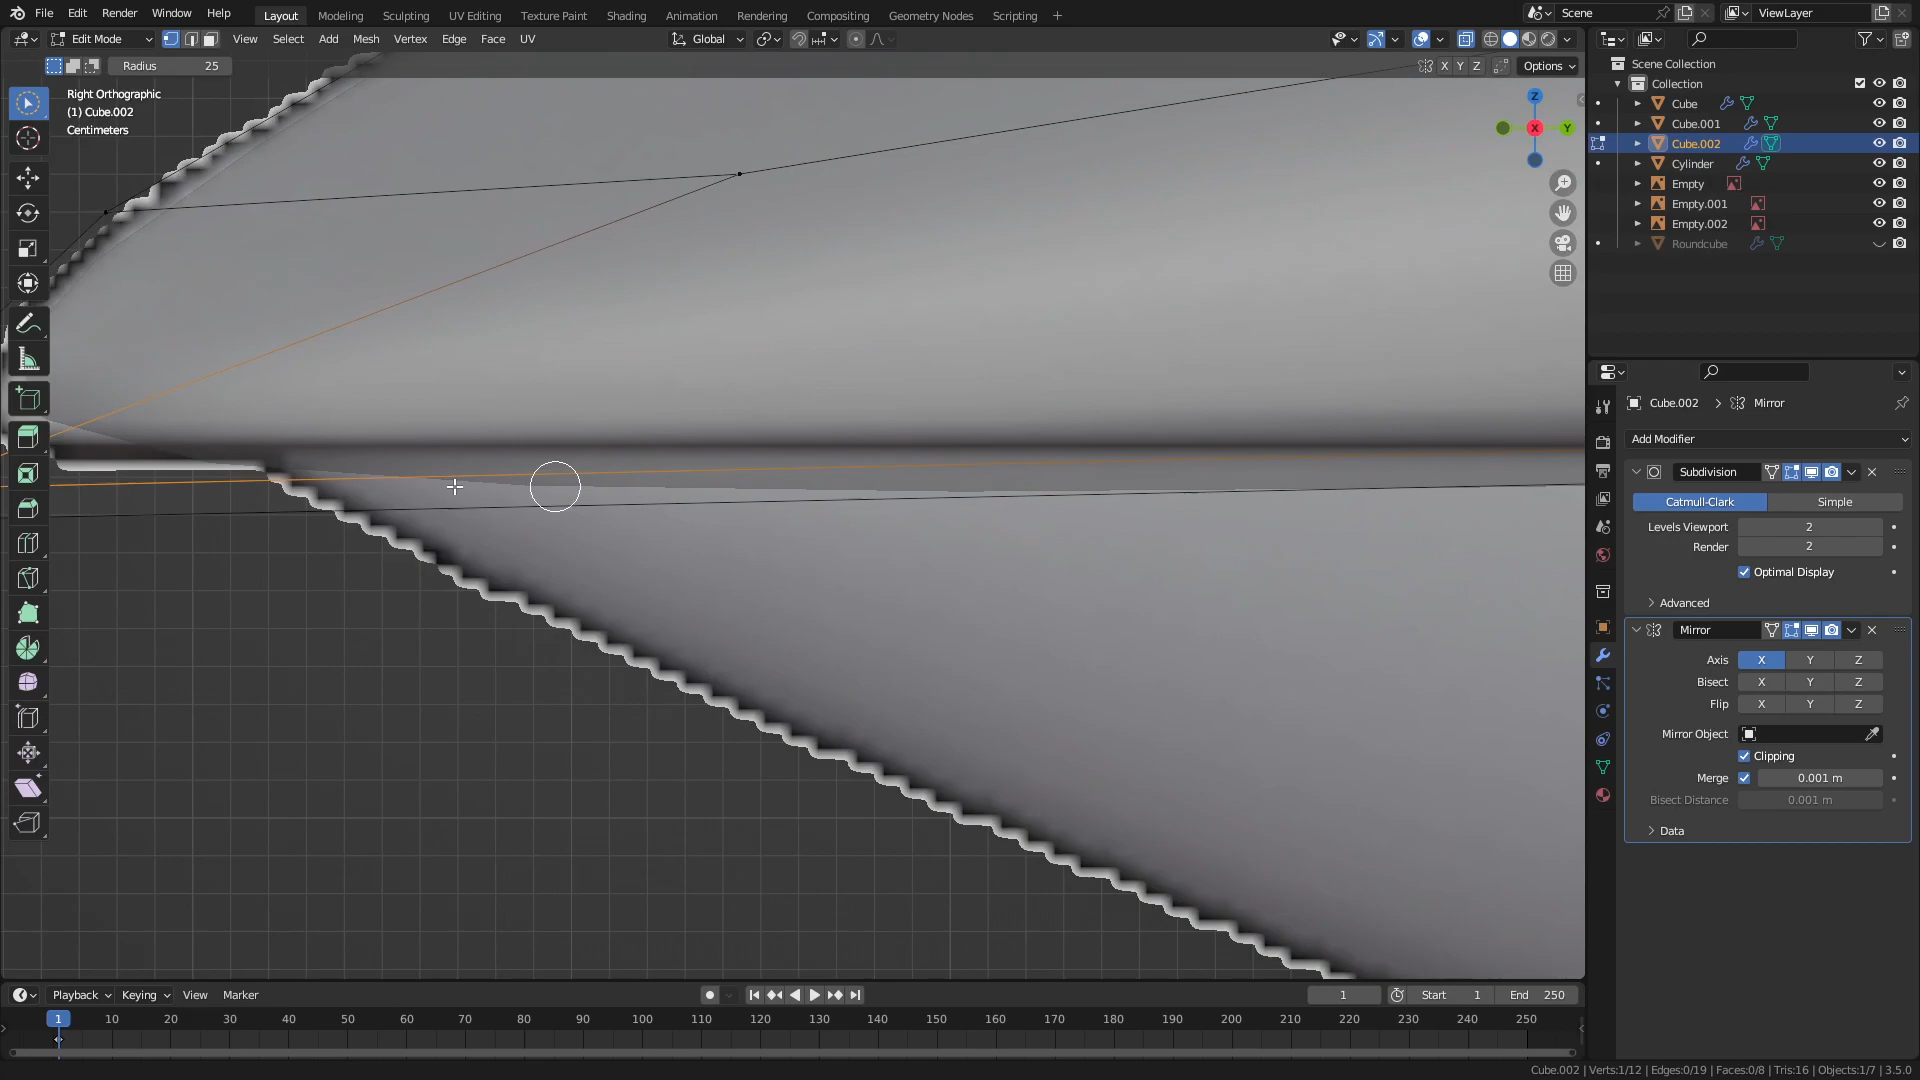 File Edit Render Window Help Layout Modeling Sculpting UV Editing Texture Paint Shading Animation Rendering Compositing Geometry Nodes Scripting + Scene ViewLayer
Edit Mode View Select Add Mesh Vertex Edge Face UV Global
Radius 25 X Y Z Options
Right Orthographic
(1) Cube.002
Centimeters
Z
X
Y
Scene Collection
Collection
Cube
Cube.001
Cube.002
Cylinder
Empty
Empty.001
Empty.002
Roundcube
Cube.002 > Mirror
Add Modifier
Subdivision
Catmull-Clark Simple
Levels Viewport 2
Render 2
Optimal Display
Advanced
Mirror
Axis X Y Z
Bisect X Y Z
Flip X Y Z
Mirror Object
Clipping
Merge 0.001 m
Bisect Distance 0.001 m
Data
Playback Keying View Marker 1 Start 1 End 250
1 10 20 30 40 50 60 70 80 90 100 110 120 130 140 150 160 170 180 190 200 210 220 230 240 250
Cube.002 | Verts:1/12 | Edges:0/19 | Faces:0/8 | Tris:16 | Objects:1/7 | 3.5.0